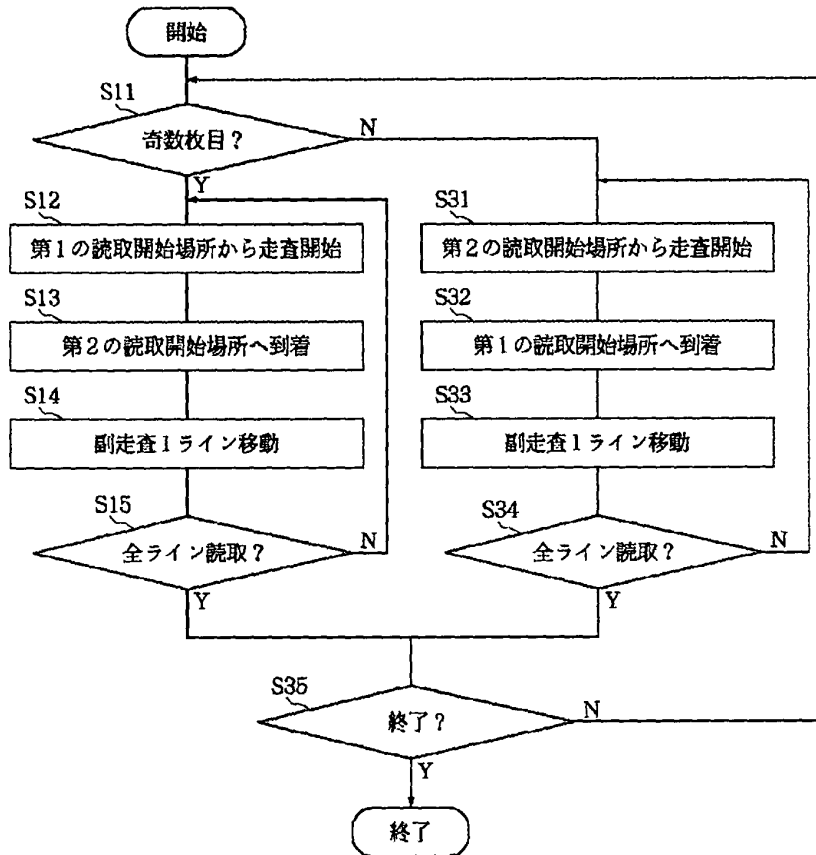 開始
S11
奇数枚目？
N
Y
S12
第1の読取開始場所から走査開始
S13
第2の読取開始場所へ到着
S14
副走査1ライン移動
S15
全ライン読取？
N
Y
S31
第2の読取開始場所から走査開始
S32
第1の読取開始場所へ到着
S33
副走査1ライン移動
S34
全ライン読取？
N
Y
S35
終了？
N
Y
終了